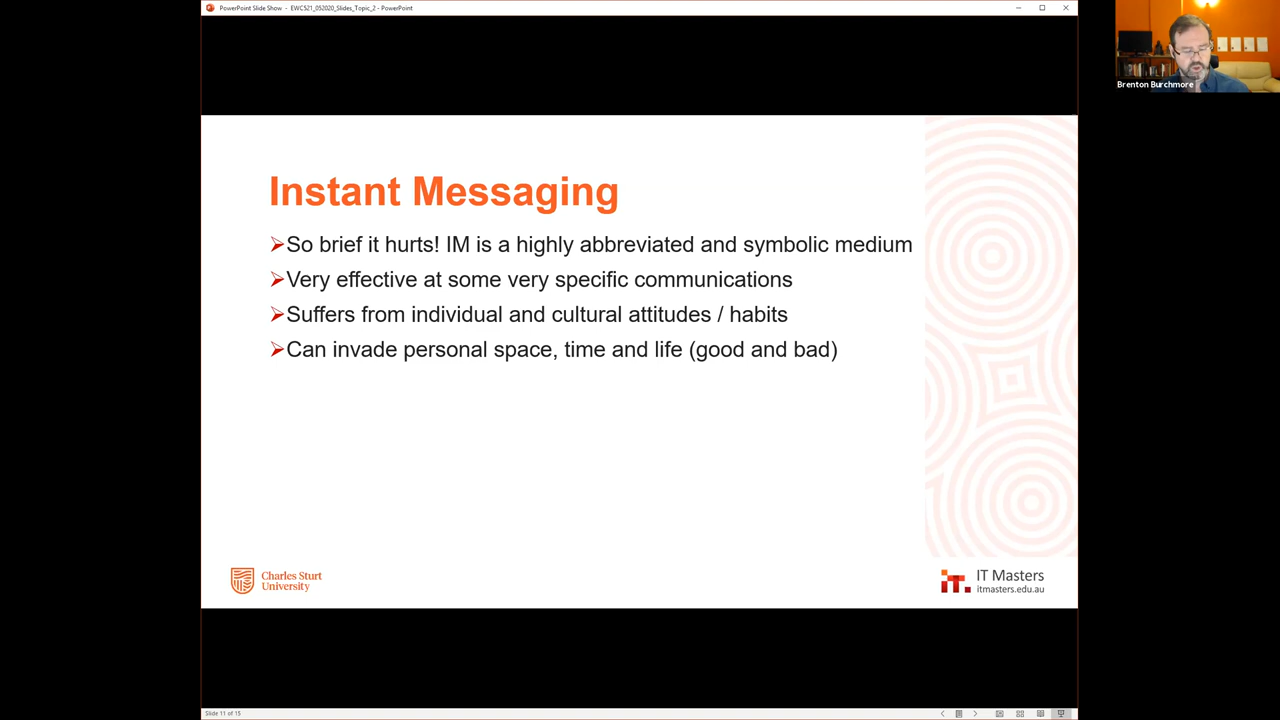 PowerPoint Slide Show - EWC521_052020_Slides_Topic_2 - PowerPoint
Brenton Burchmore
Instant Messaging
So brief it hurts! IM is a highly abbreviated and symbolic medium
Very effective at some very specific communications
Suffers from individual and cultural attitudes / habits
Can invade personal space, time and life (good and bad)
Charles Sturt
University
IT Masters
itmasters.edu.au
Slide 11 of 15